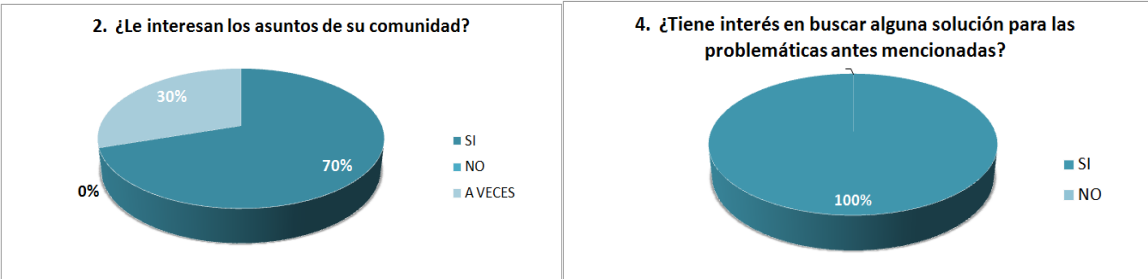 2. ¿Le interesan los asuntos de su comunidad?
30%
70%
0%
SI
NO
A VECES
4. ¿Tiene interés en buscar alguna solución para las
problemáticas antes mencionadas?
100%
SI
NO